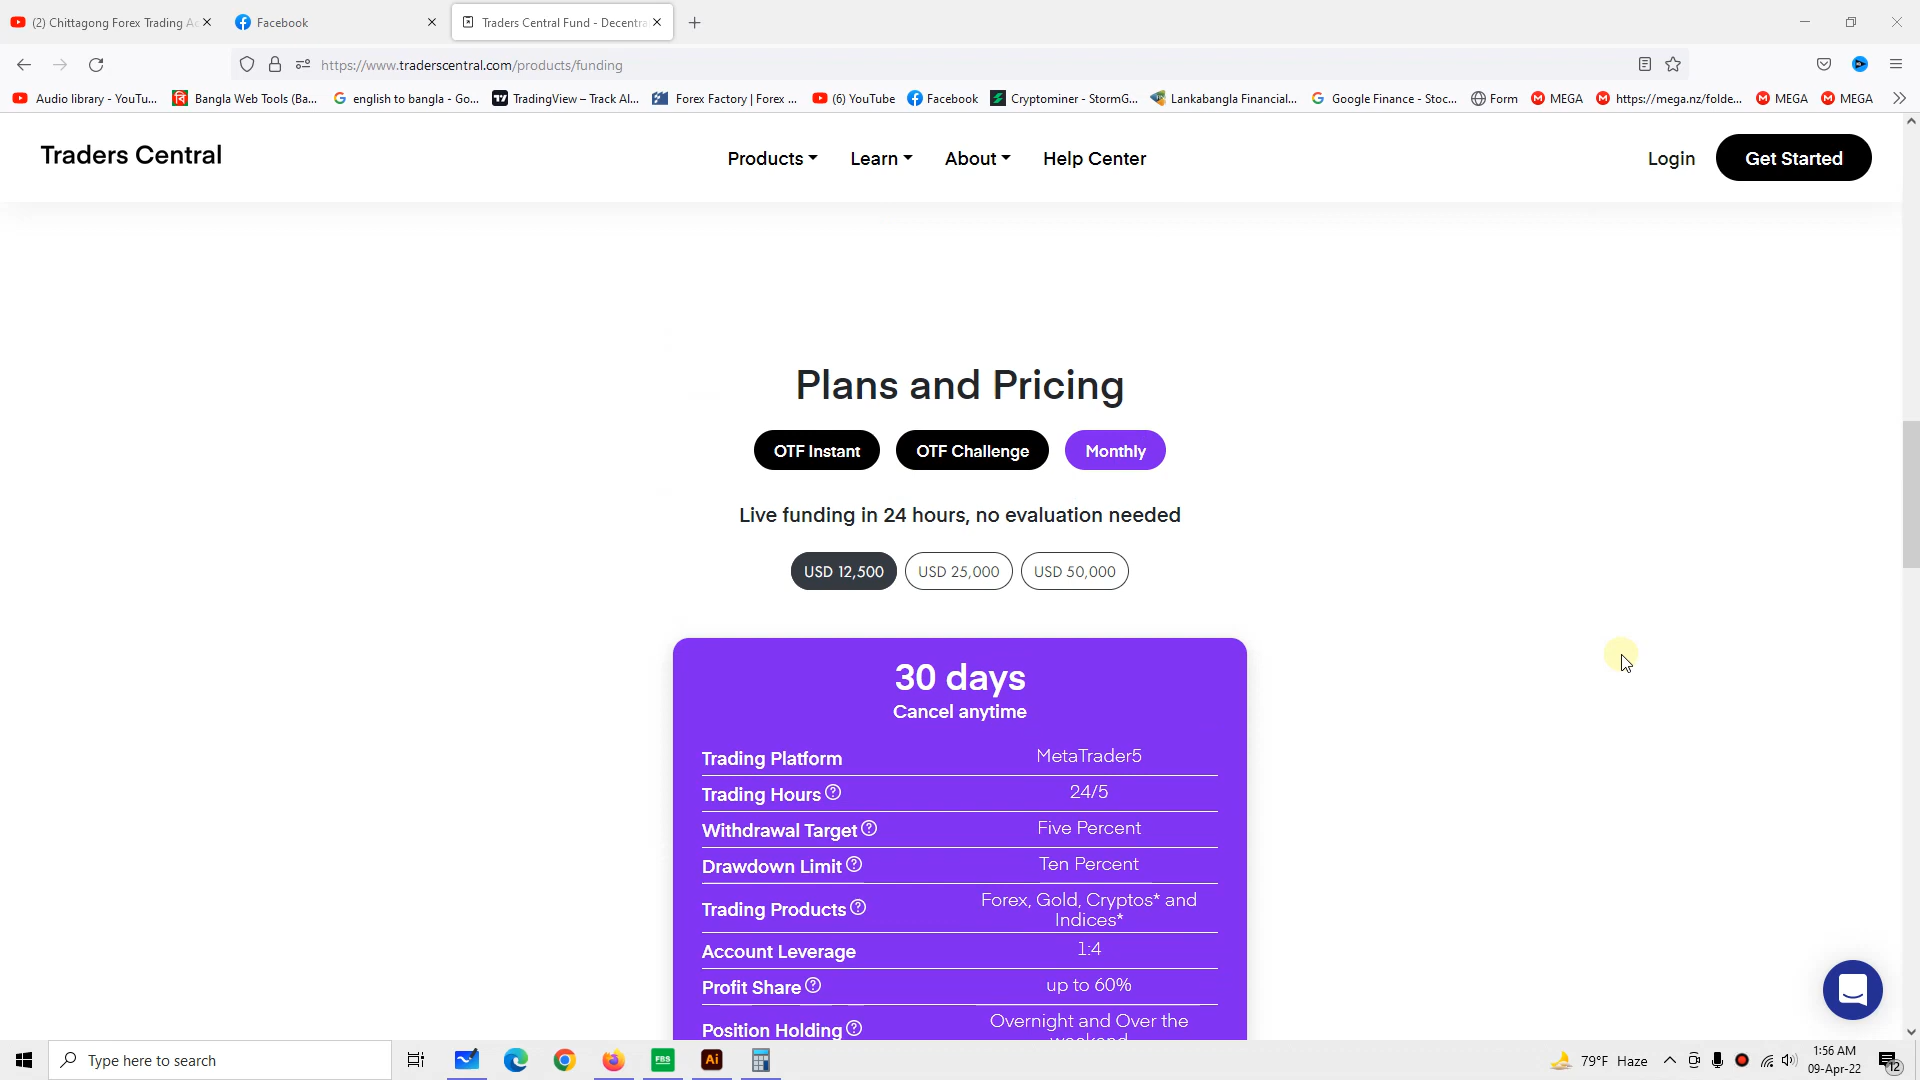 (2) Chittagong Forex Trading Ac
Facebook
Traders Central Fund - Decentra
https://www.traderscentral.com/products/funding
Audio library - YouTu...
Bangla Web Tools (Ba...
english to bangla - Go...
TradingView – Track Al...
Forex Factory | Forex ...
(6) YouTube
Facebook
Cryptominer - StormG...
Lankabangla Financial...
Google Finance - Stoc...
Form
MEGA
https://mega.nz/folde...
MEGA
MEGA
Traders Central
Products
Learn
About
Help Center
Login
Get Started
Plans and Pricing
OTF Instant
OTF Challenge
Monthly
Live funding in 24 hours, no evaluation needed
USD 12,500
USD 25,000
USD 50,000
30 days
Cancel anytime
Trading Platform
MetaTrader5
Trading Hours
24/5
Withdrawal Target
Five Percent
Drawdown Limit
Ten Percent
Trading Products
Forex, Gold, Cryptos* and
Indices*
Account Leverage
1:4
Profit Share
up to 60%
Position Holding
Overnight and Over the
Type here to search
FBS
Ai
79°F Haze
1:56 AM
09-Apr-22
12